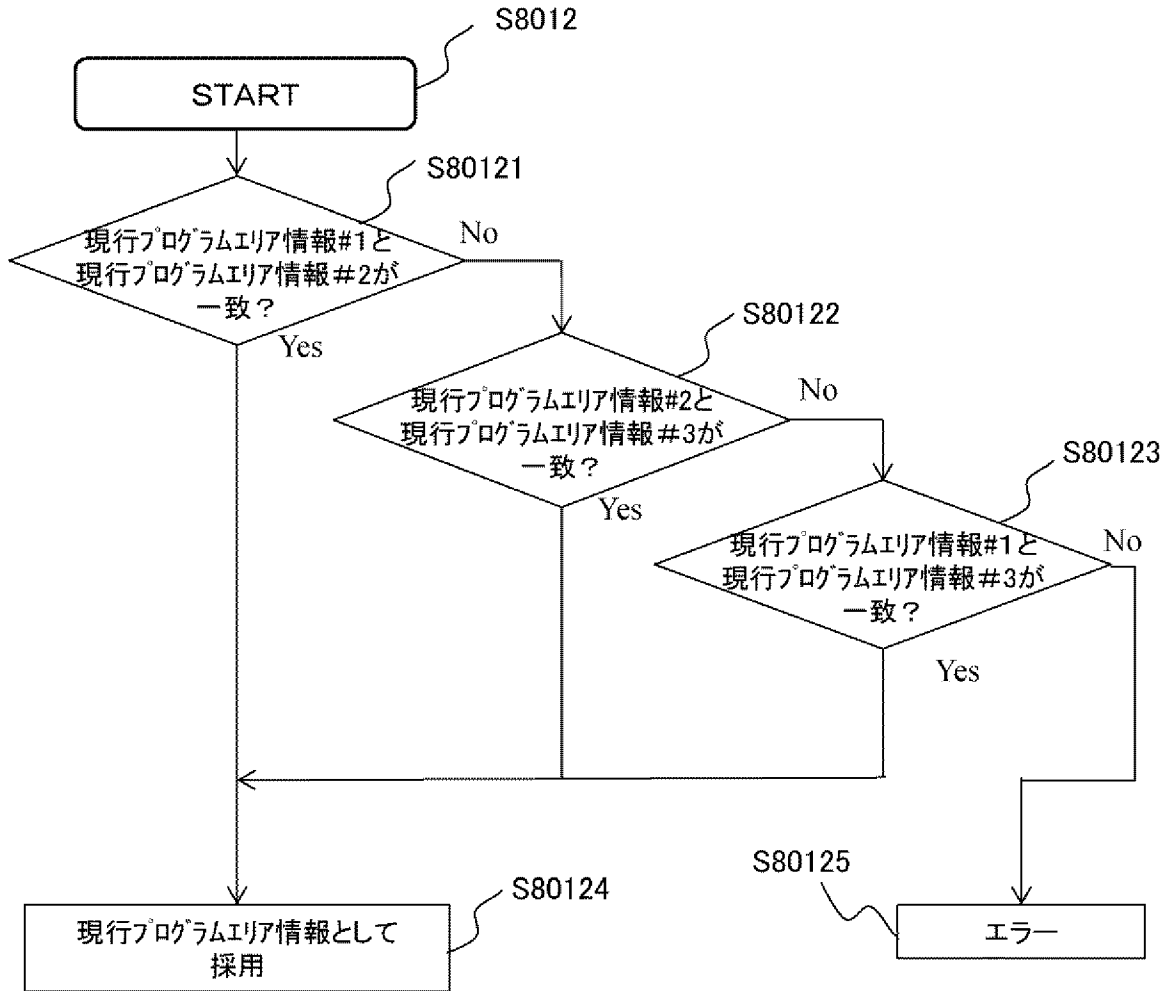 S8012
START
S80121
現行プログラムエリア情報#1と
現行プログラムエリア情報＃2が
一致？
No
Yes
S80122
現行プログラムエリア情報#2と
現行プログラムエリア情報＃3が
一致？
No
Yes
S80123
現行プログラムエリア情報#1と
現行プログラムエリア情報＃3が
一致？
No
Yes
S80124
現行プログラムエリア情報として
採用
S80125
エラー